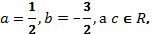 a = 1/2, b = -3/2, a c ∈ R,